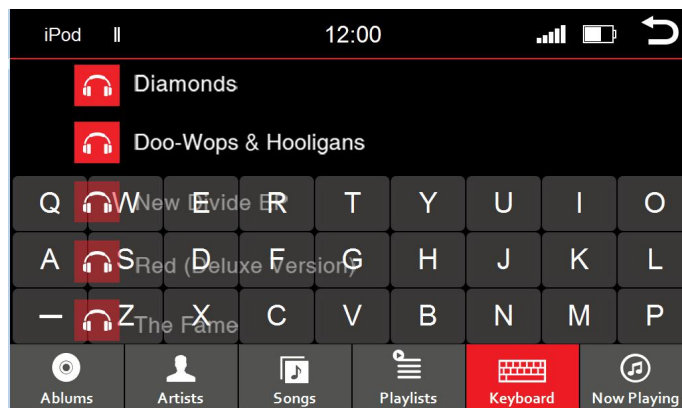 iPod 12:00
Diamonds
Doo-Wops & Hooligans
New Divide EP
Q W E R T Y U I O
Red (Deluxe Version)
A S D F G H J K L
The Fame
– Z X C V B N M P
Ablums Artists Songs Playlists Keyboard Now Playing